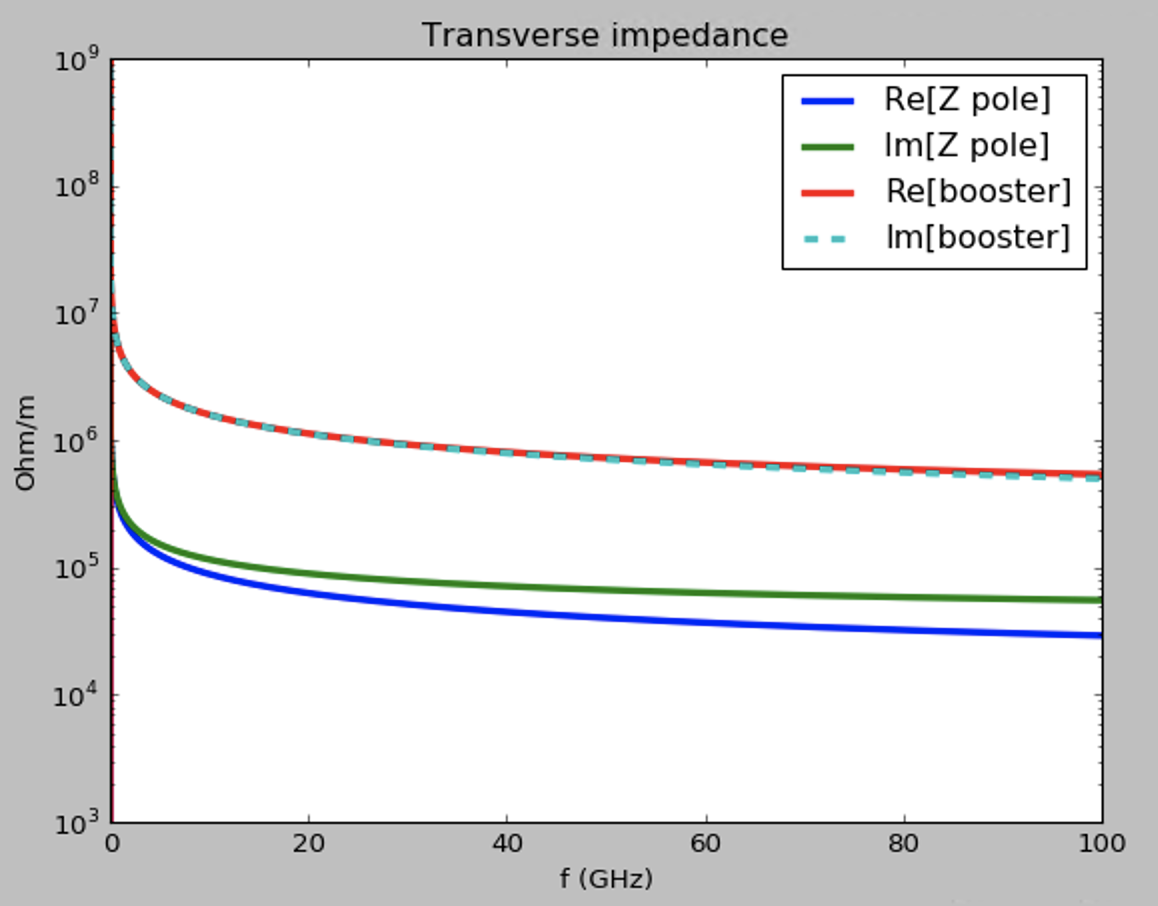 Transverse impedance
Re[Z pole]
Im[Z pole]
Re[booster]
Im[booster]
10⁹
10⁸
10⁷
10⁶
10⁵
10⁴
10³
Ohm/m
0 20 40 60 80 100
f (GHz)